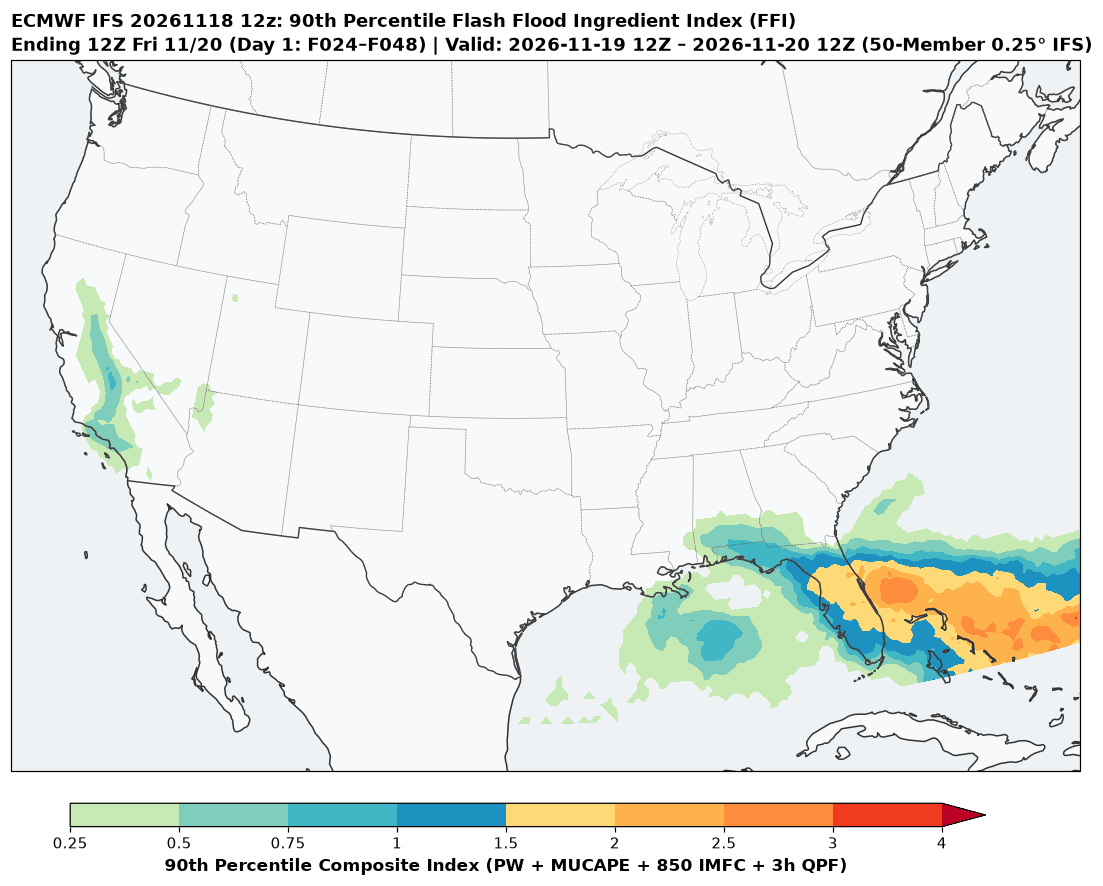 ECMWF IFS 20261118 12z: 90th Percentile Flash Flood Ingredient Index (FFI)
Ending 12Z Fri 11/20 (Day 1: F024–F048) | Valid: 2026-11-19 12Z – 2026-11-20 12Z (50-Member 0.25° IFS)
0.25 0.5 0.75 1 1.5 2 2.5 3 4
90th Percentile Composite Index (PW + MUCAPE + 850 IMFC + 3h QPF)